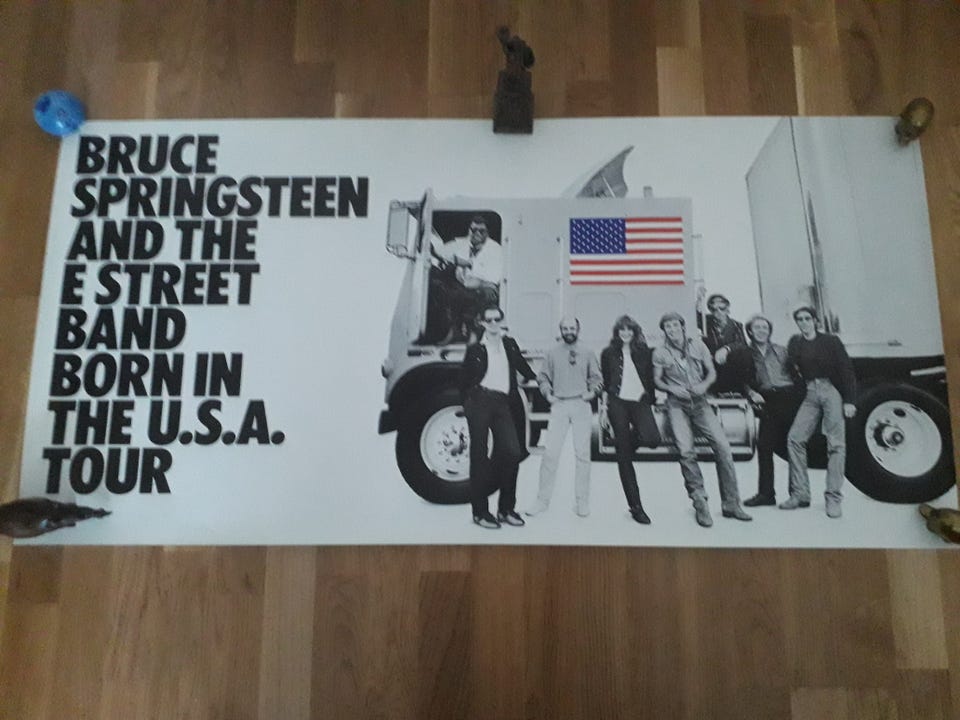 BRUCE
SPRINGSTEEN
AND THE
E STREET
BAND
BORN IN
THE U.S.A.
TOUR